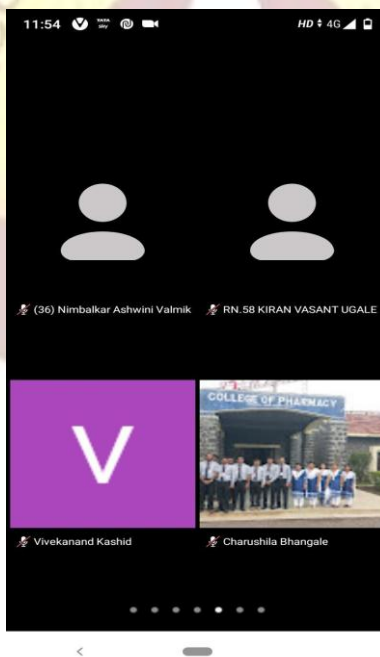 11:54
HD 4G
(36) Nimbalkar Ashwini Valmik
RN.58 KIRAN VASANT UGALE
V
COLLEGE OF PHARMACY
Vivekanand Kashid
Charushila Bhangale